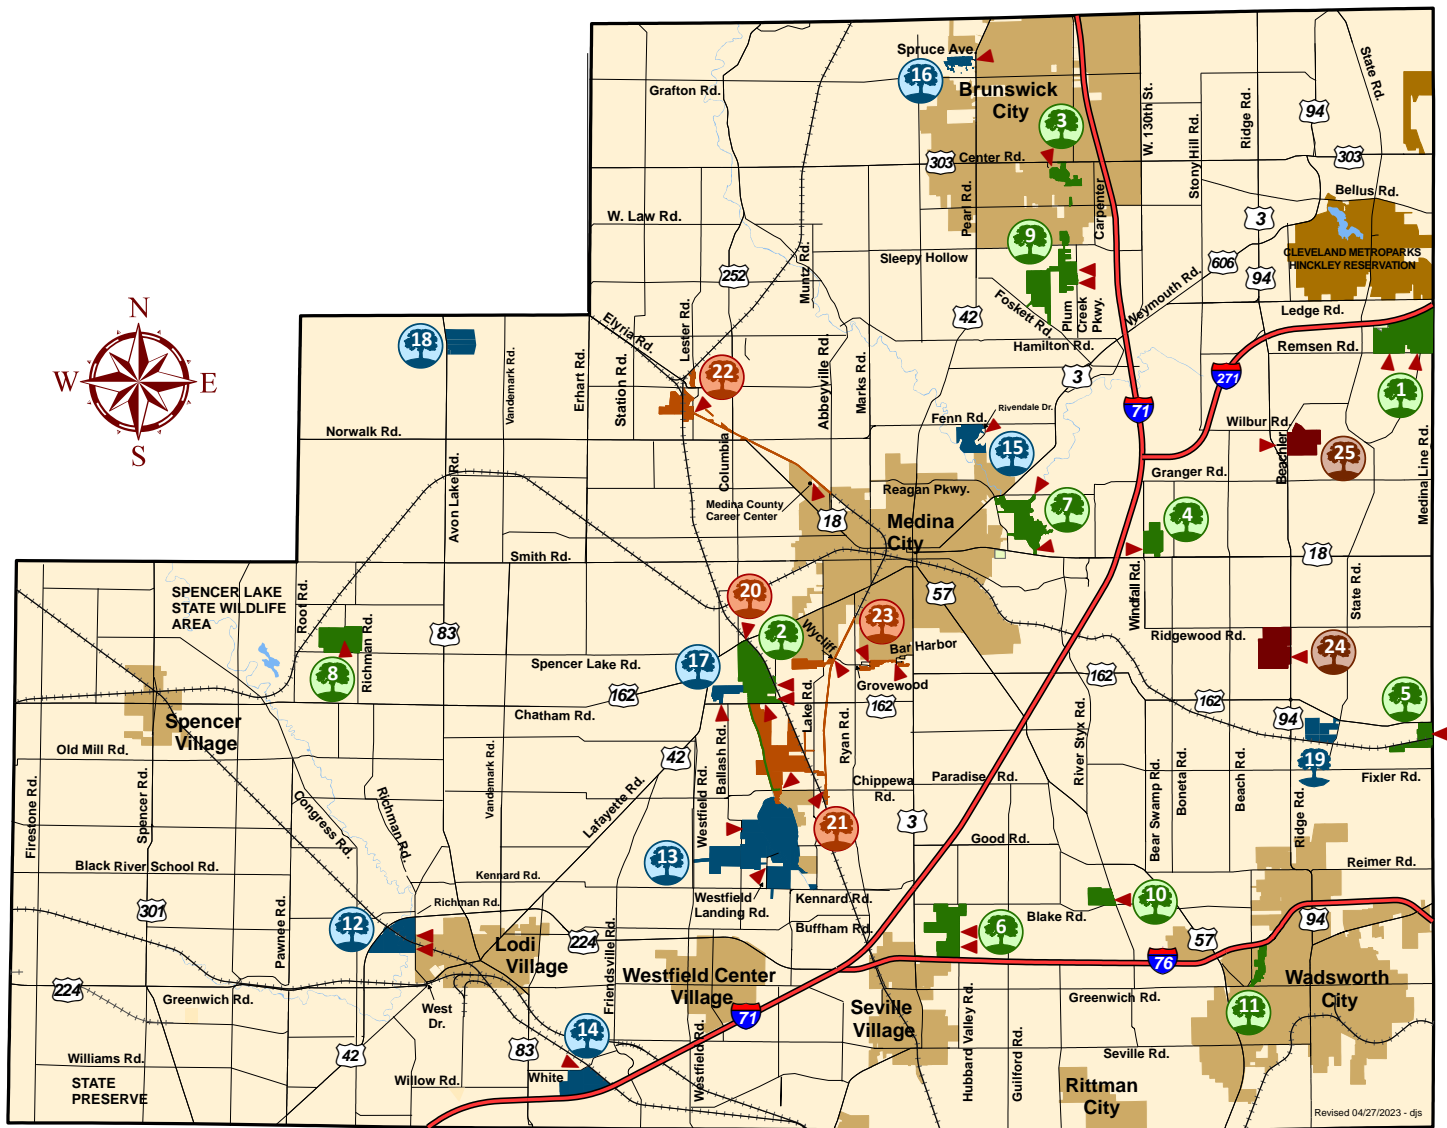 Spruce Ave.
16
Grafton Rd.
Brunswick
City
3
94
State Rd.
Ridge Rd.
W. 130th St.
Stony Hill Rd.
303
Center Rd.
303
Bellus Rd.
Pearl Rd.
Carpenter
W. Law Rd.
9
3
Sleepy Hollow
CLEVELAND METROPARKS
HINCKLEY RESERVATION
606
94
252
Muntz Rd.
Foskett Rd.
Plum
Creek
Pkwy.
Weymouth Rd.
Ledge Rd.
42
Hamilton Rd.
Remsen Rd.
N
W
E
S
18
Elyria Rd.
Lester Rd.
Vandemark Rd.
Erhart Rd.
Station Rd.
22
Abbeyville Rd.
Marks Rd.
3
271
71
1
Rivendale Dr.
Fenn Rd.
Wilbur Rd.
Norwalk Rd.
15
25
Beachler
Granger Rd.
Columbia
Avon Lake Rd.
Medina Line Rd.
Reagan Pkwy.
Medina County
Career Center
18
Medina
City
7
4
Smith Rd.
18
SPENCER LAKE
STATE WILDLIFE
AREA
Root Rd.
Richman Rd.
83
20
2
23
57
Windfall Rd.
State Rd.
Ridgewood Rd.
24
Wycliff
Bar Harbor
8
Spencer Lake Rd.
17
162
Grovewood
162
162
162
5
Chatham Rd.
Lake Rd.
Ryan Rd.
River Styx Rd.
94
Spencer
Village
Old Mill Rd.
42
Ballash Rd.
19
Fixler Rd.
Firestone Rd.
Spencer Rd.
Vandemark Rd.
Westfield Rd.
Chippewa
Rd.
Paradise Rd.
Bear Swamp Rd.
Boneta Rd.
Beach Rd.
Ridge Rd.
Congress Rd.
Richman Rd.
Lafayette Rd.
21
3
Good Rd.
Black River School Rd.
13
Reimer Rd.
Kennard Rd.
Westfield
Landing Rd.
Kennard Rd.
10
301
Richman Rd.
12
Pawnee Rd.
Lodi
Village
224
Friendsville Rd.
Buffham Rd.
6
Blake Rd.
57
94
76
Westfield Center
Village
Wadsworth
City
224
Greenwich Rd.
West
Dr.
71
Seville
Village
Greenwich Rd.
11
14
42
83
Williams Rd.
Willow Rd.
White
Westfield Rd.
Hubbard Valley Rd.
Guilford Rd.
Seville Rd.
STATE
PRESERVE
Rittman
City
Revised 04/27/2023 - djs